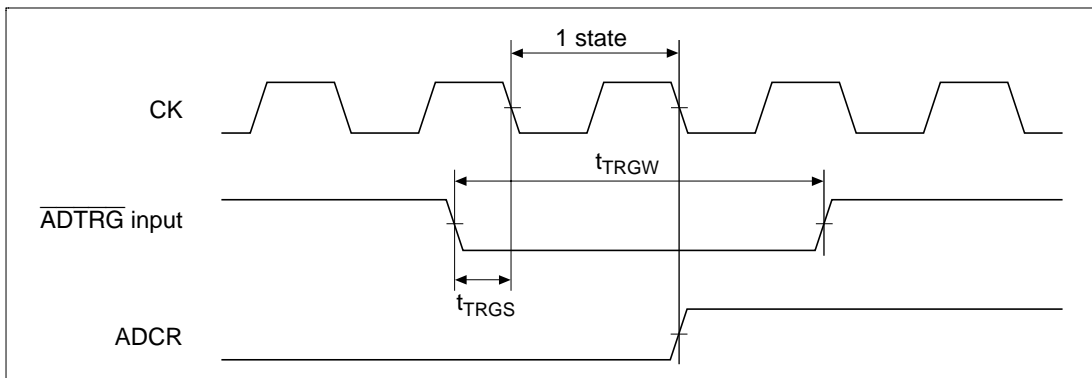 1 state
CK
tTRGW
ADTRG input
tTRGS
ADCR